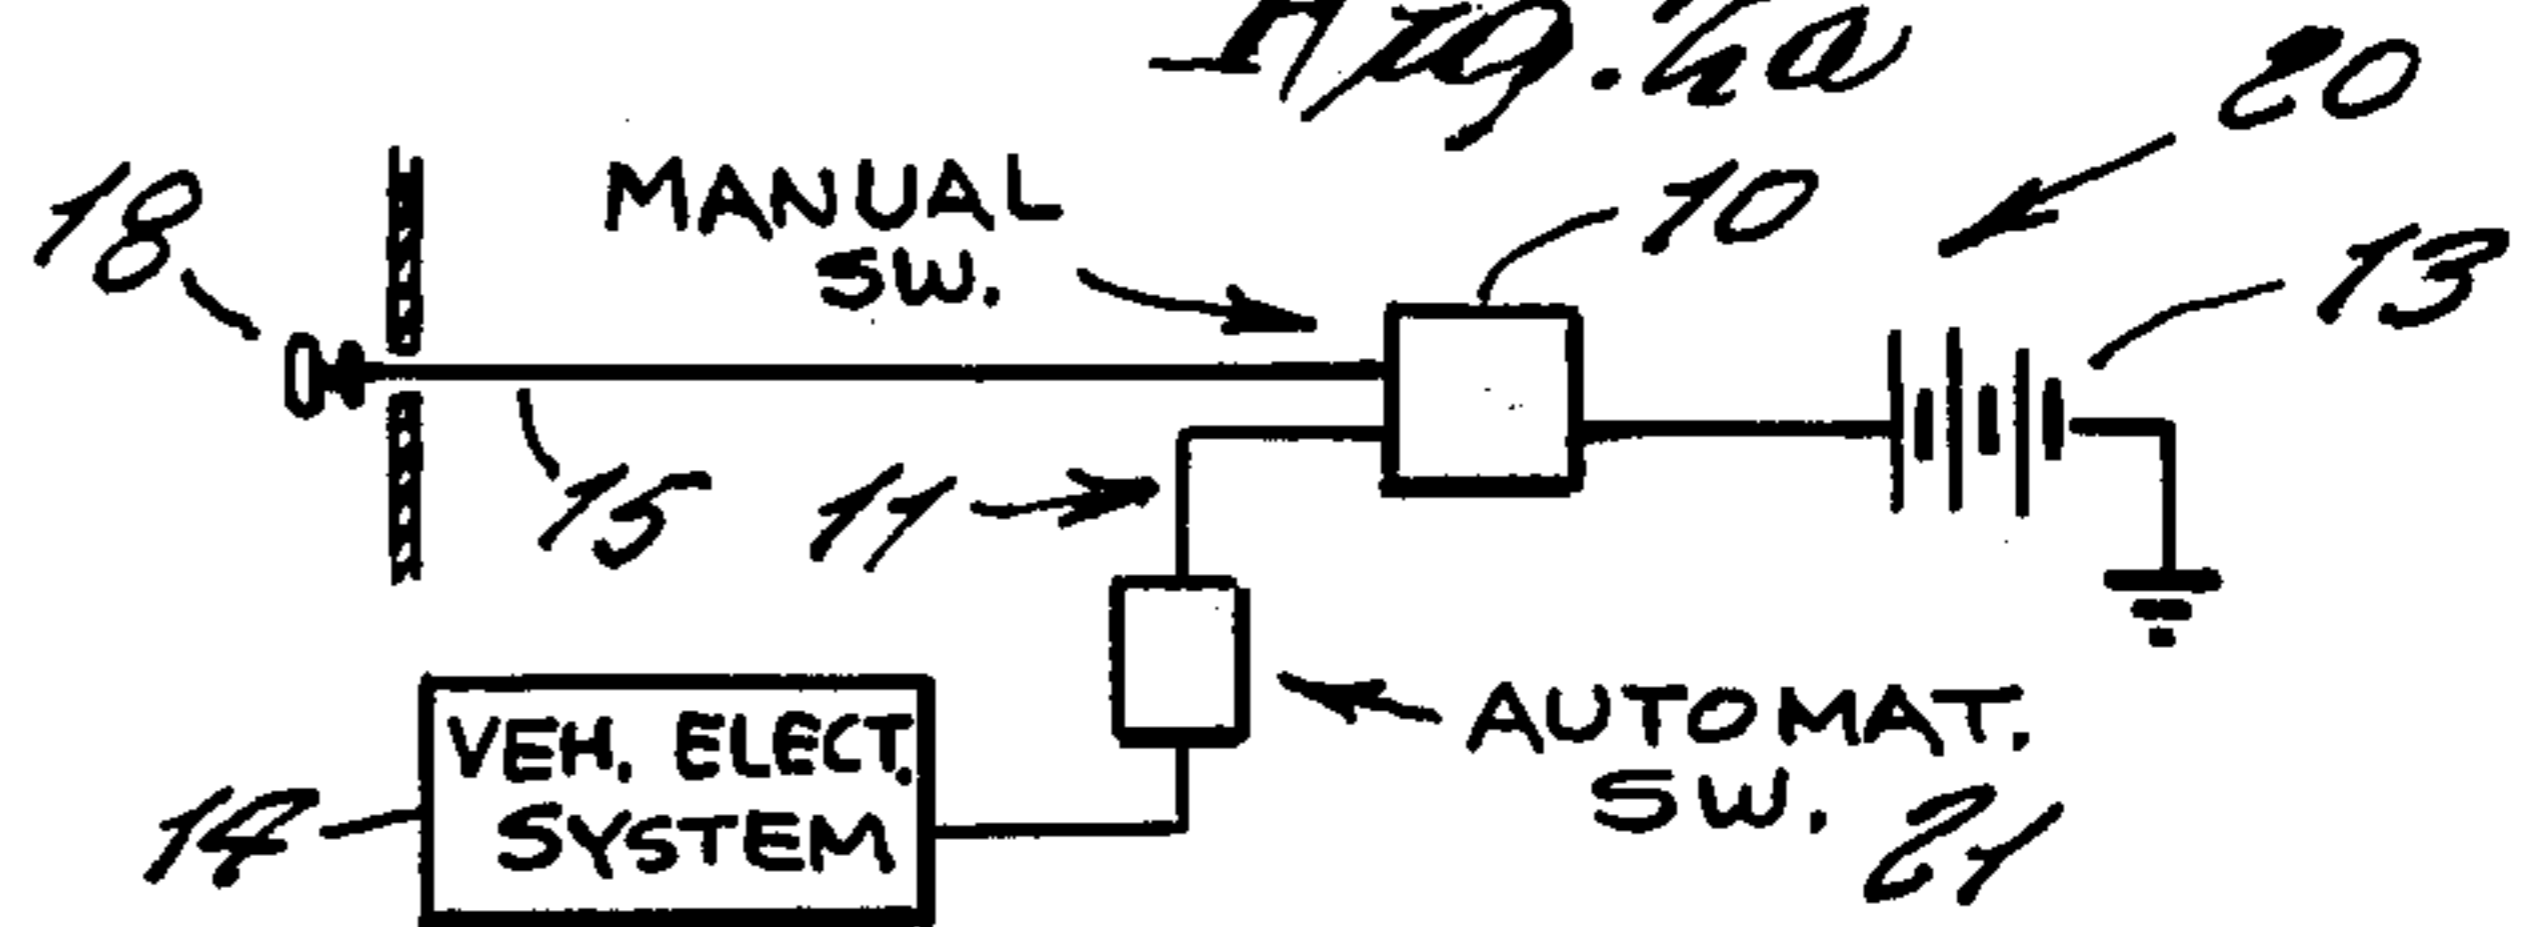 Fig. 2a
20
18
MANUAL
SW.
10
13
15
11
VEH. ELECT.
SYSTEM
14
AUTOMAT.
SW. 21